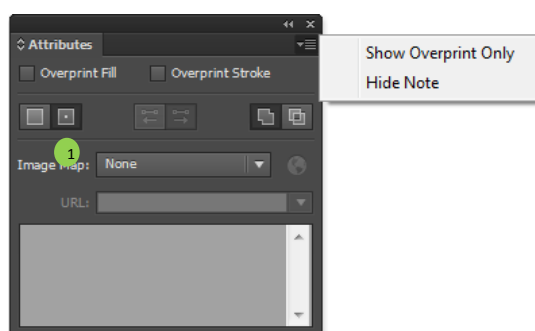 Attributes
Show Overprint Only
Hide Note
Overprint Fill
Overprint Stroke
1
Image Map: None
URL: